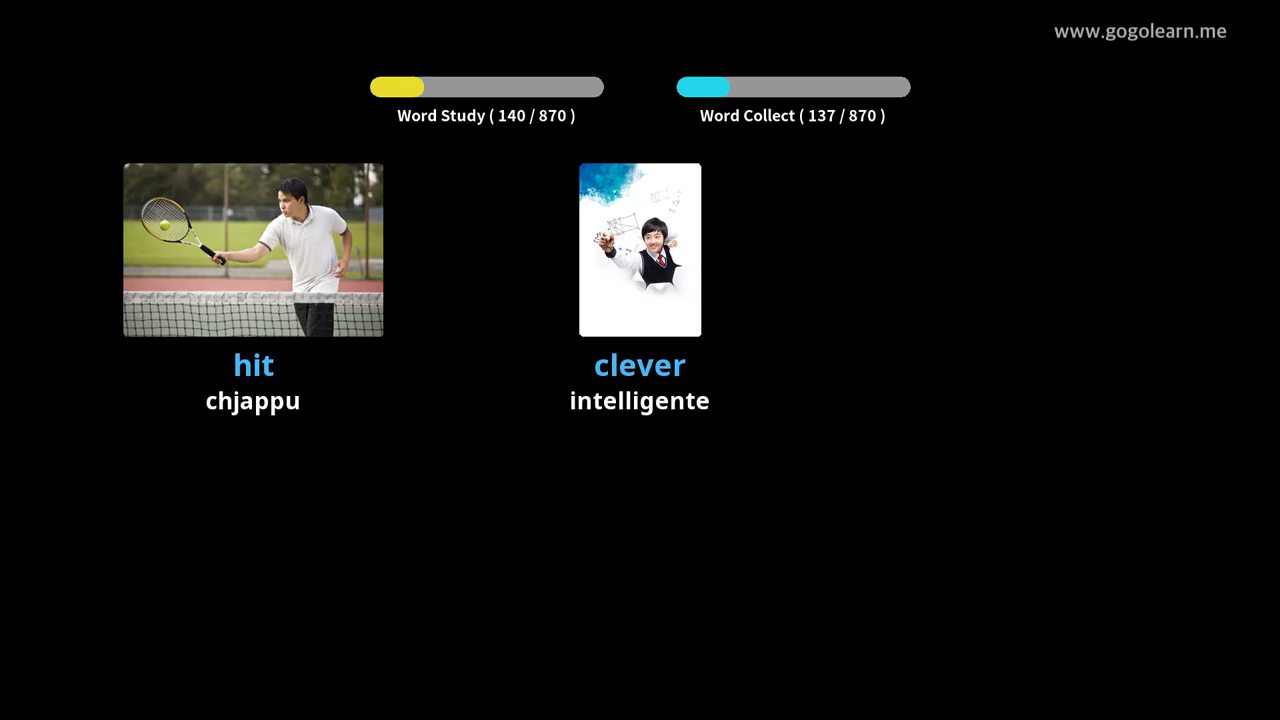 www.gogolearn.me
Word Study ( 140 / 870 )
Word Collect ( 137 / 870 )
hit
chjappu
clever
intelligente